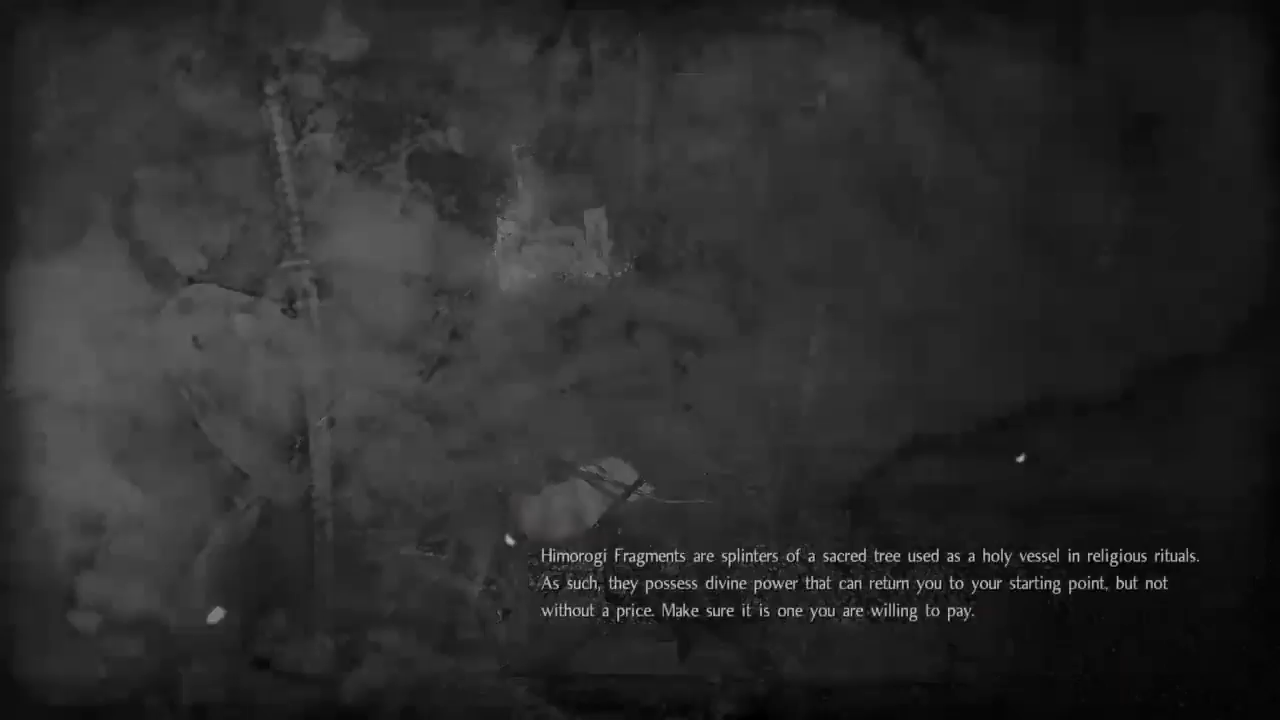 Himorogi Fragments are splinters of a sacred tree used as a holy vessel in religious rituals.
As such, they possess divine power that can return you to your starting point, but not
without a price. Make sure it is one you are willing to pay.